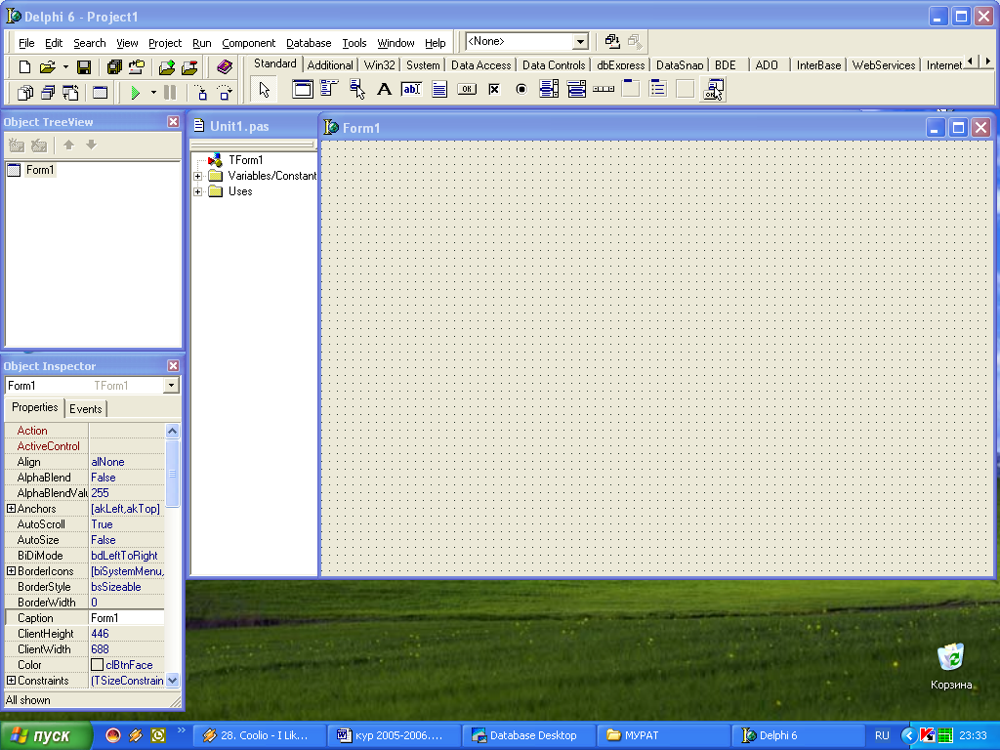 Delphi 6 - Project1
File Edit Search View Project Run Component Database Tools Window Help
<None>
Standard Additional Win32 System Data Access Data Controls dbExpress DataSnap BDE ADO InterBase WebServices Internet
A ab OK
OK
Object TreeView
Form1
Unit1.pas
TForm1
Variables/Constant
Uses
Form1
Object Inspector
Form1 TForm1
Properties Events
Action
ActiveControl
Align alNone
AlphaBlend False
AlphaBlendValu 255
Anchors [akLeft,akTop]
AutoScroll True
AutoSize False
BiDiMode bdLeftToRight
BorderIcons [biSystemMenu,
BorderStyle bsSizeable
BorderWidth 0
Caption Form1
ClientHeight 446
ClientWidth 688
Color clBtnFace
Constraints (TSizeConstrain
All shown
Корзина
пуск
28. Coolio - I Lik...
кур 2005-2006....
Database Desktop
МУРАТ
Delphi 6
RU
23:33